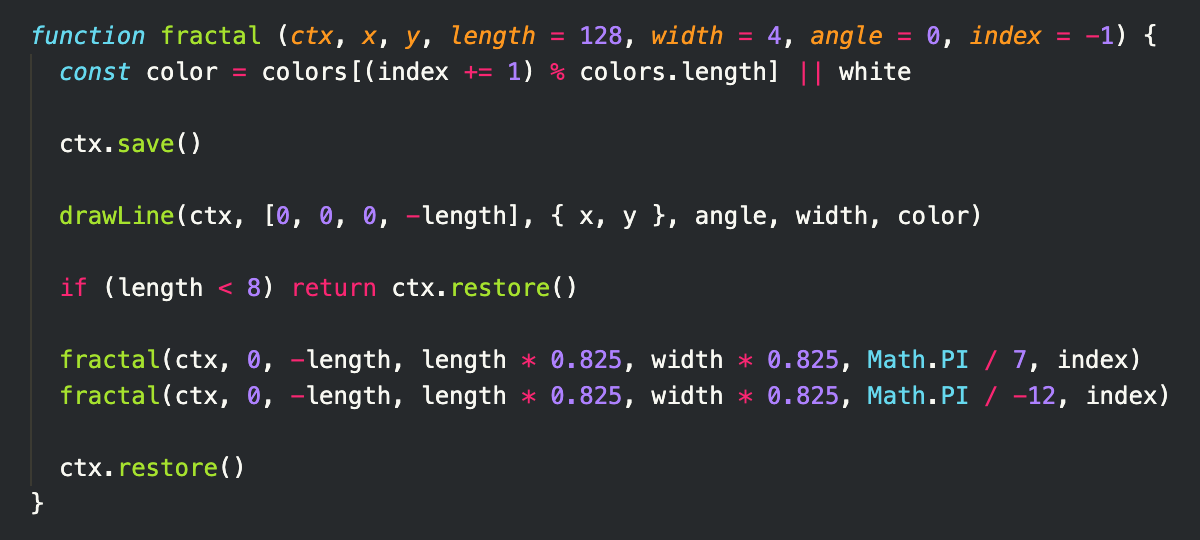 function fractal (ctx, x, y, length = 128, width = 4, angle = 0, index = -1) {
  const color = colors[(index += 1) % colors.length] || white
  ctx.save()
  drawLine(ctx, [0, 0, 0, -length], { x, y }, angle, width, color)
  if (length < 8) return ctx.restore()
  fractal(ctx, 0, -length, length * 0.825, width * 0.825, Math.PI / 7, index)
  fractal(ctx, 0, -length, length * 0.825, width * 0.825, Math.PI / -12, index)
  ctx.restore()
}